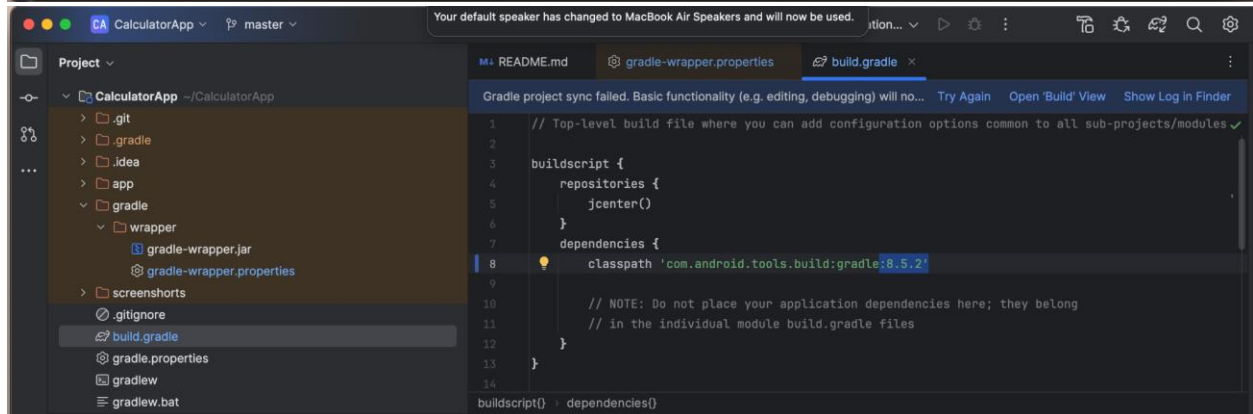 CA CalculatorApp master
Your default speaker has changed to MacBook Air Speakers and will now be used.
Project
CalculatorApp ~/CalculatorApp
.git
.gradle
.idea
app
gradle
wrapper
gradle-wrapper.jar
gradle-wrapper.properties
screenshorts
.gitignore
build.gradle
gradle.properties
gradlew
gradlew.bat
README.md gradle-wrapper.properties build.gradle
Gradle project sync failed. Basic functionality (e.g. editing, debugging) will no... Try Again Open 'Build' View Show Log in Finder
1 // Top-level build file where you can add configuration options common to all sub-projects/modules
2
3 buildscript {
4 repositories {
5 jcenter()
6 }
7 dependencies {
8 classpath 'com.android.tools.build:gradle:8.5.2'
9
10 // NOTE: Do not place your application dependencies here; they belong
11 // in the individual module build.gradle files
12 }
13 }
14
buildscript{} dependencies{}